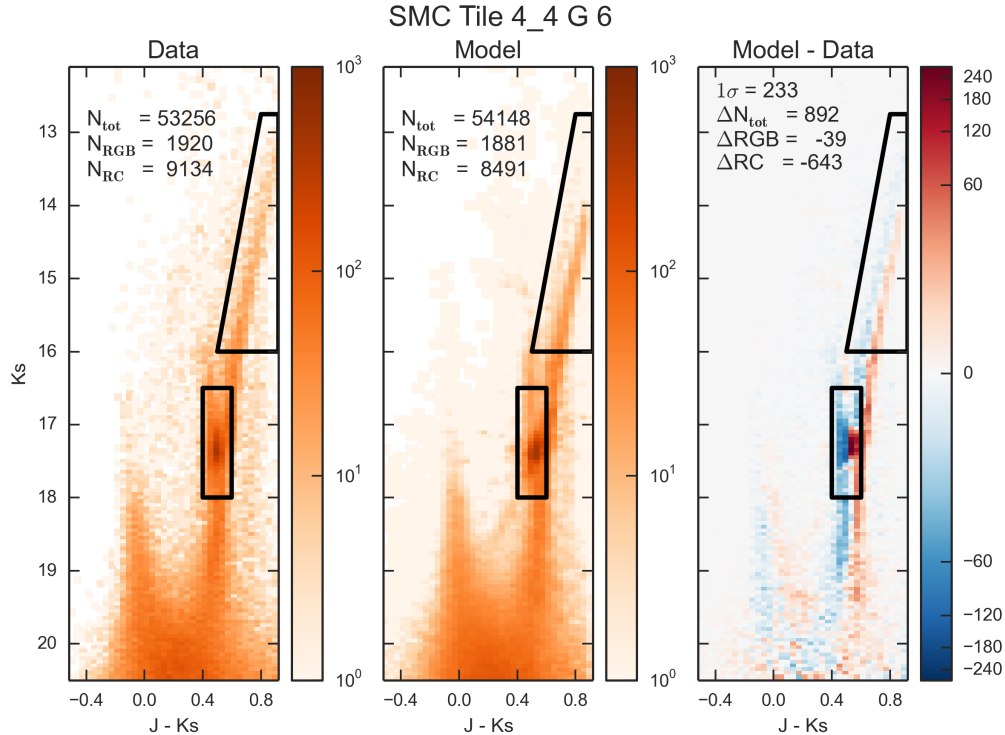 SMC Tile 4_4 G 6
Data
Model
Model - Data
N_tot = 53256
N_RGB = 1920
N_RC = 9134
N_tot = 54148
N_RGB = 1881
N_RC = 8491
1σ = 233
ΔN_tot = 892
ΔRGB = -39
ΔRC = -643
Ks
13
14
15
16
17
18
19
20
10^3
10^2
10^1
10^0
10^3
10^2
10^1
10^0
240
180
120
60
0
−60
−120
−180
−240
−0.4 0.0 0.4 0.8
−0.4 0.0 0.4 0.8
−0.4 0.0 0.4 0.8
J - Ks
J - Ks
J - Ks